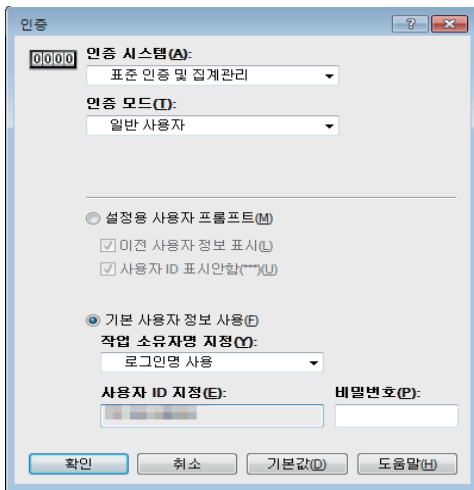 인증
0000 인증 시스템(A):
표준 인증 및 집계관리
인증 모드(T):
일반 사용자
설정용 사용자 프롬프트(M)
이전 사용자 정보 표시(L)
사용자 ID 표시안함(***)(U)
기본 사용자 정보 사용(F)
작업 소유자명 지정(Y):
로그인명 사용
사용자 ID 지정(E): 비밀번호(P):
확인 취소 기본값(D) 도움말(H)